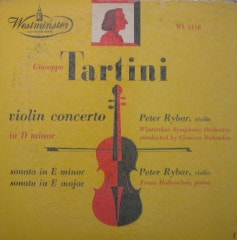 Westminster
WL 5118
Giuseppe
Tartini
violin concerto
in D minor
Peter Rybar, violin
Winterthur Symphony Orchestra
conducted by Clemens Dahinden
sonata in E minor
sonata in E major
Peter Rybar, violin
Franz Holletschek, piano